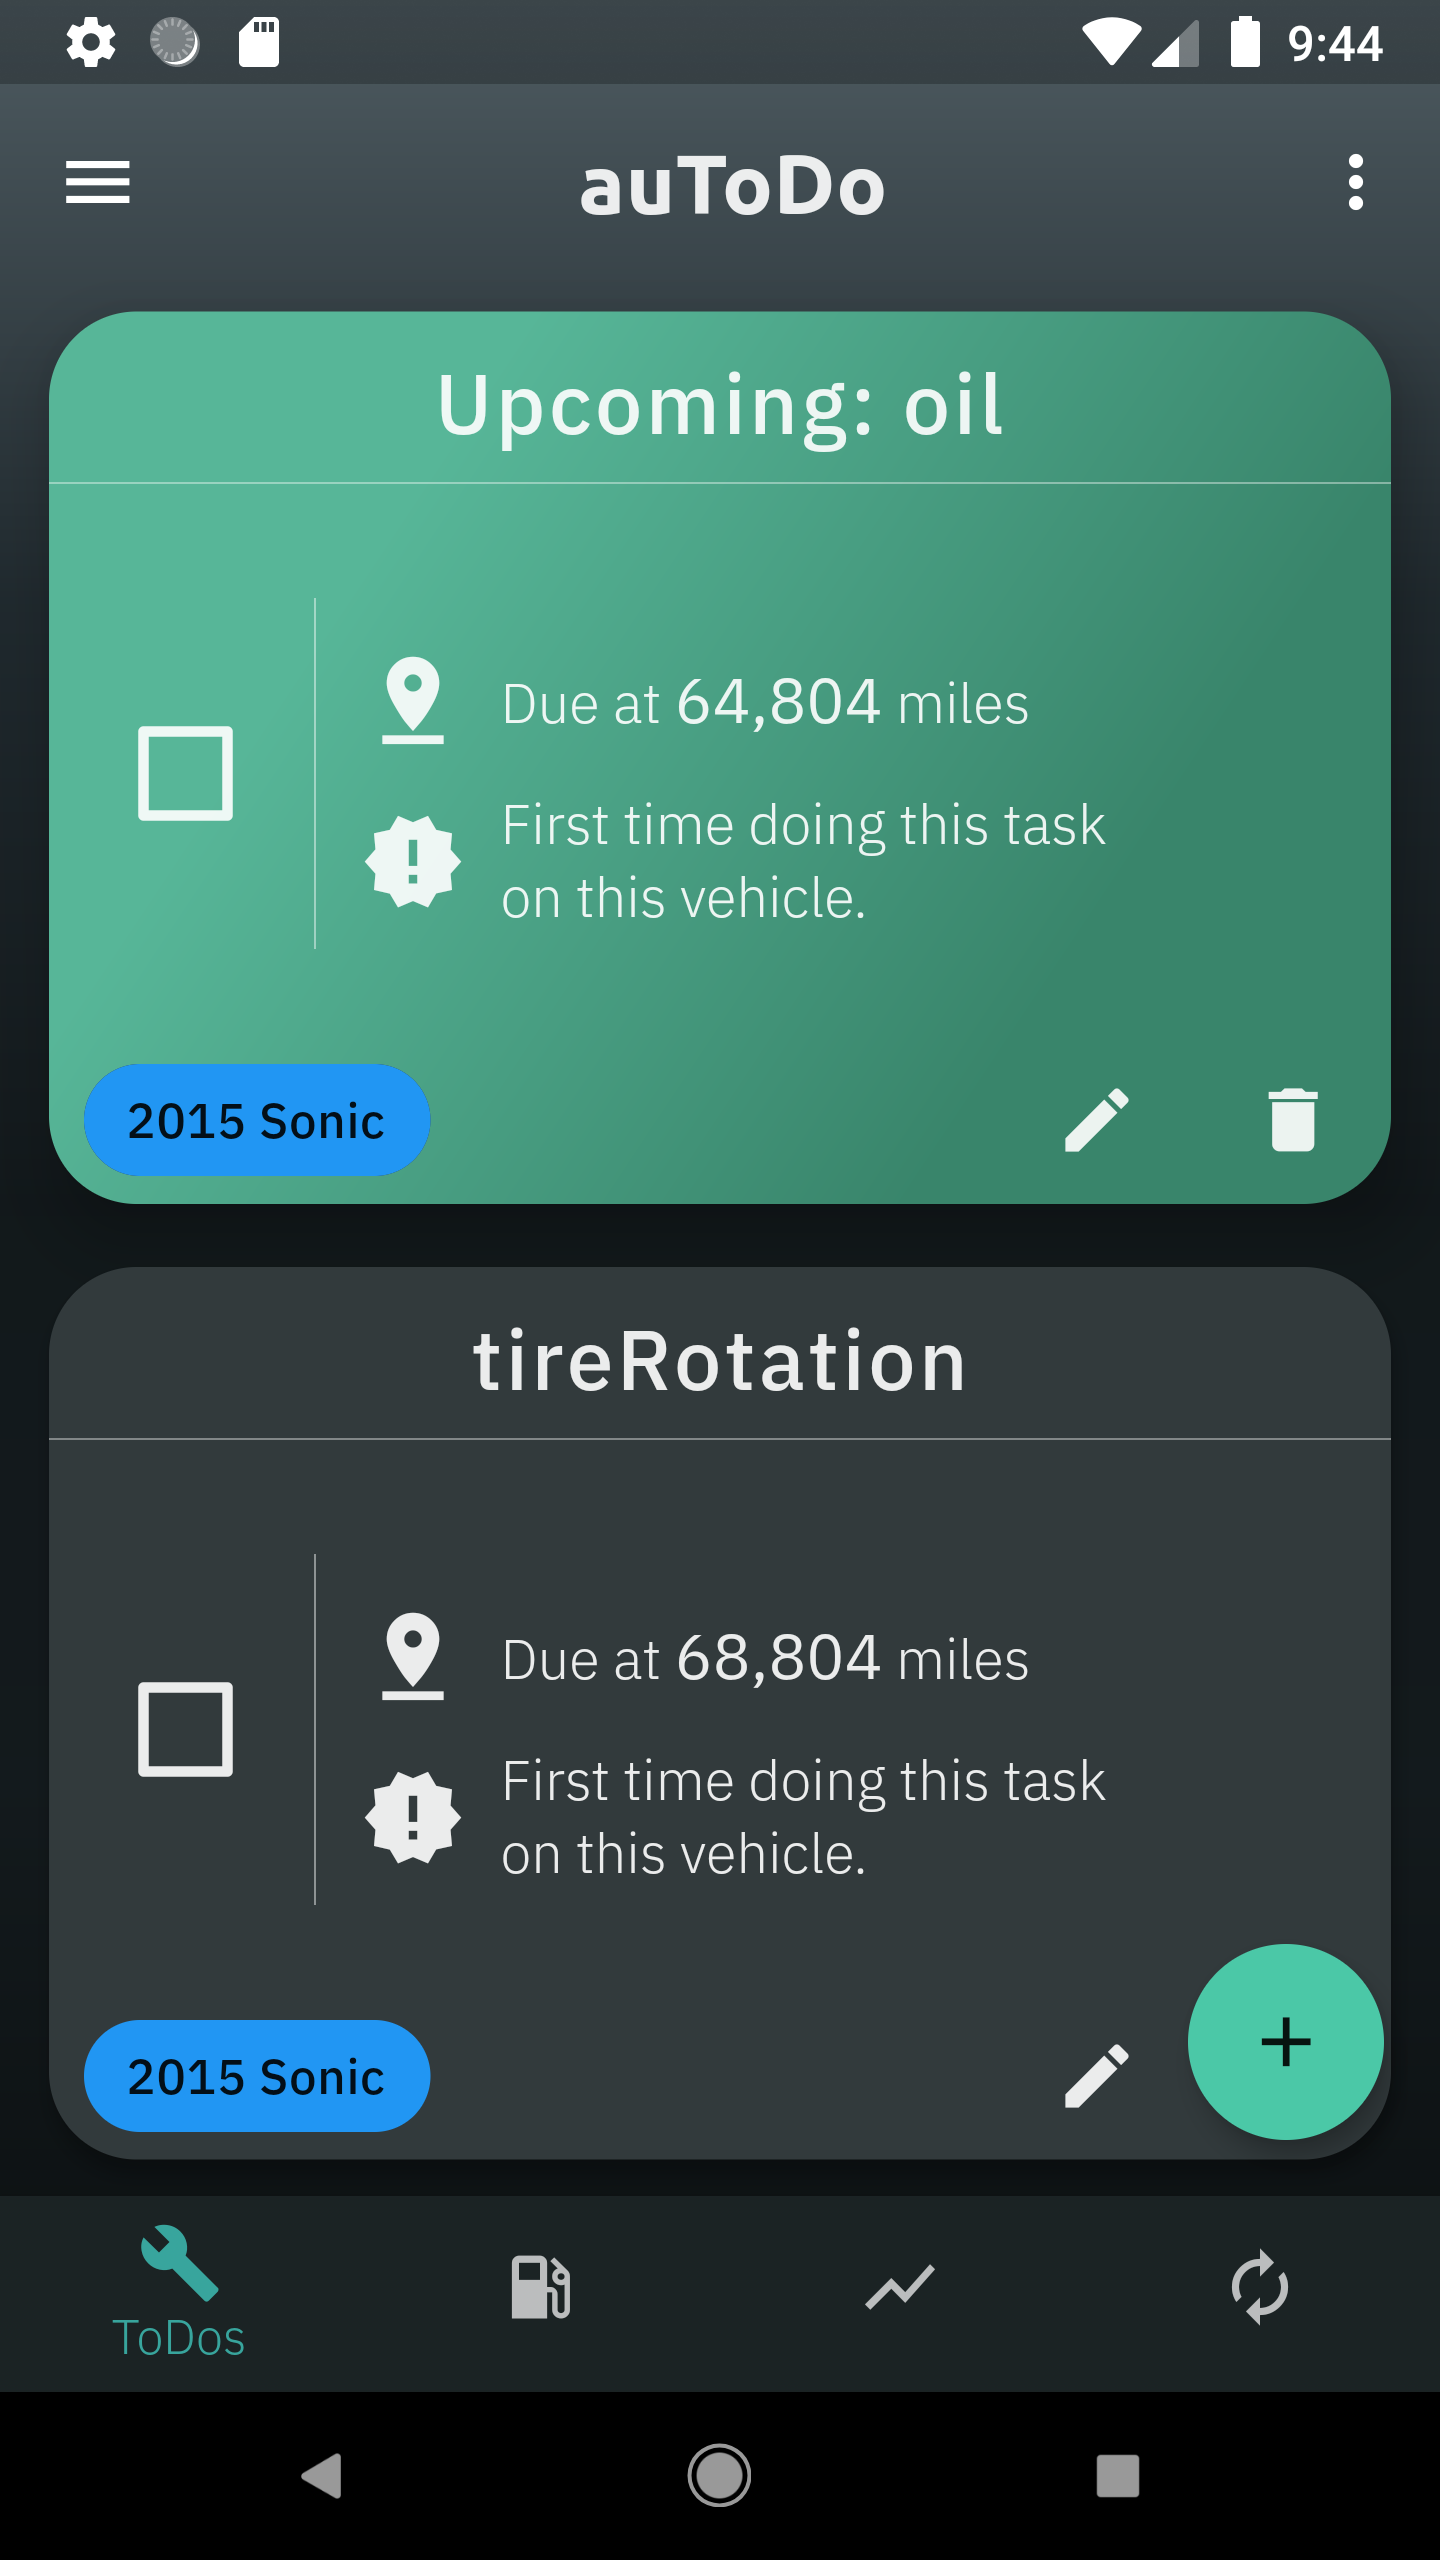 9:44
auToDo
Upcoming: oil
Due at 64,804 miles
First time doing this task
on this vehicle.
2015 Sonic
tireRotation
Due at 68,804 miles
First time doing this task
on this vehicle.
2015 Sonic
ToDos